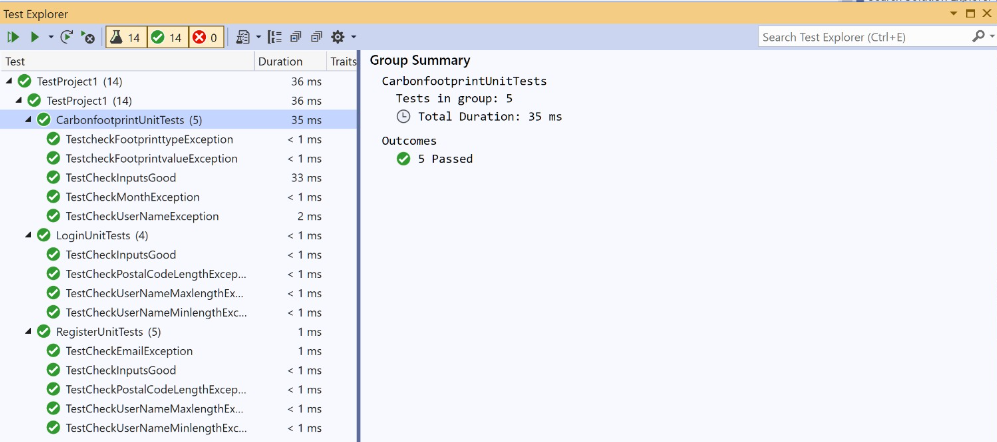 Test Explorer
14 14 0
Search Test Explorer (Ctrl+E)
Test Duration Traits
TestProject1 (14) 36 ms
TestProject1 (14) 36 ms
CarbonfootprintUnitTests (5) 35 ms
TestcheckFootprinttypeException < 1 ms
TestcheckFootprintvalueException < 1 ms
TestCheckInputsGood 33 ms
TestCheckMonthException < 1 ms
TestCheckUserNameException 2 ms
LoginUnitTests (4) < 1 ms
TestCheckInputsGood < 1 ms
TestCheckPostalCodeLengthExcep... < 1 ms
TestCheckUserNameMaxlengthEx... < 1 ms
TestCheckUserNameMinlengthExc... < 1 ms
RegisterUnitTests (5) 1 ms
TestCheckEmailException 1 ms
TestCheckInputsGood < 1 ms
TestCheckPostalCodeLengthExcep... < 1 ms
TestCheckUserNameMaxlengthEx... < 1 ms
TestCheckUserNameMinlengthExc... < 1 ms
Group Summary
CarbonfootprintUnitTests
Tests in group: 5
Total Duration: 35 ms
Outcomes
5 Passed